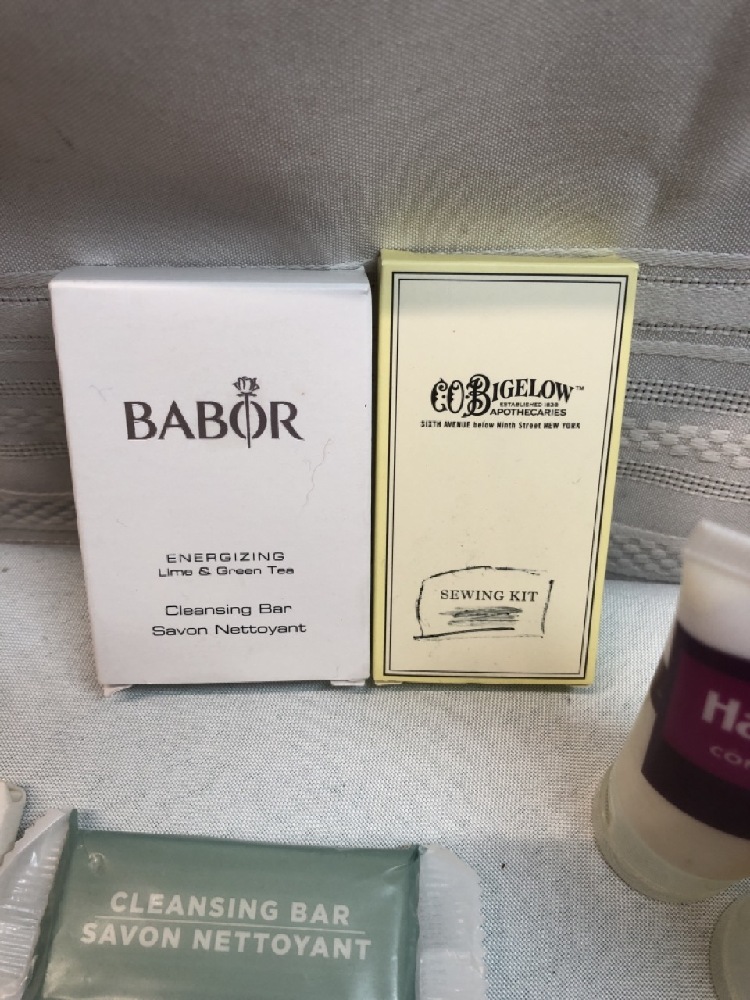 BABOR
ENERGIZING
Lime & Green Tea
Cleansing Bar
Savon Nettoyant
C.O. BIGELOW™
ESTABLISHED 1838
APOTHECARIES
SIXTH AVENUE below Ninth Street NEW YORK
SEWING KIT
CLEANSING BAR
SAVON NETTOYANT